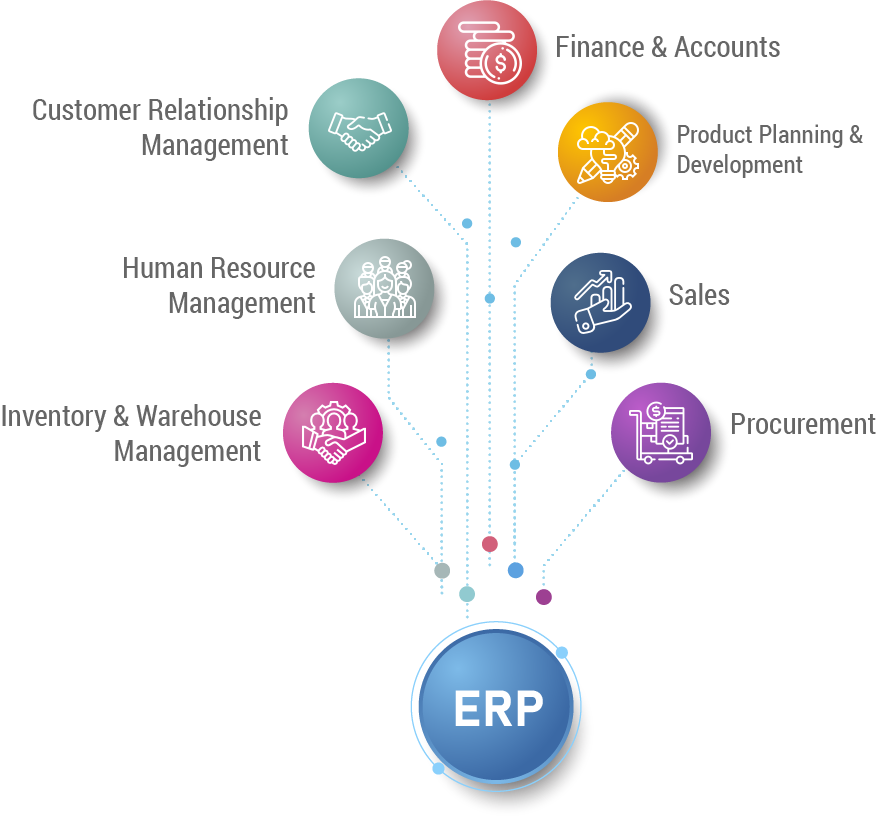 Finance & Accounts
Customer Relationship
Management
Product Planning &
Development
Human Resource
Management
Sales
Inventory & Warehouse
Management
Procurement
ERP